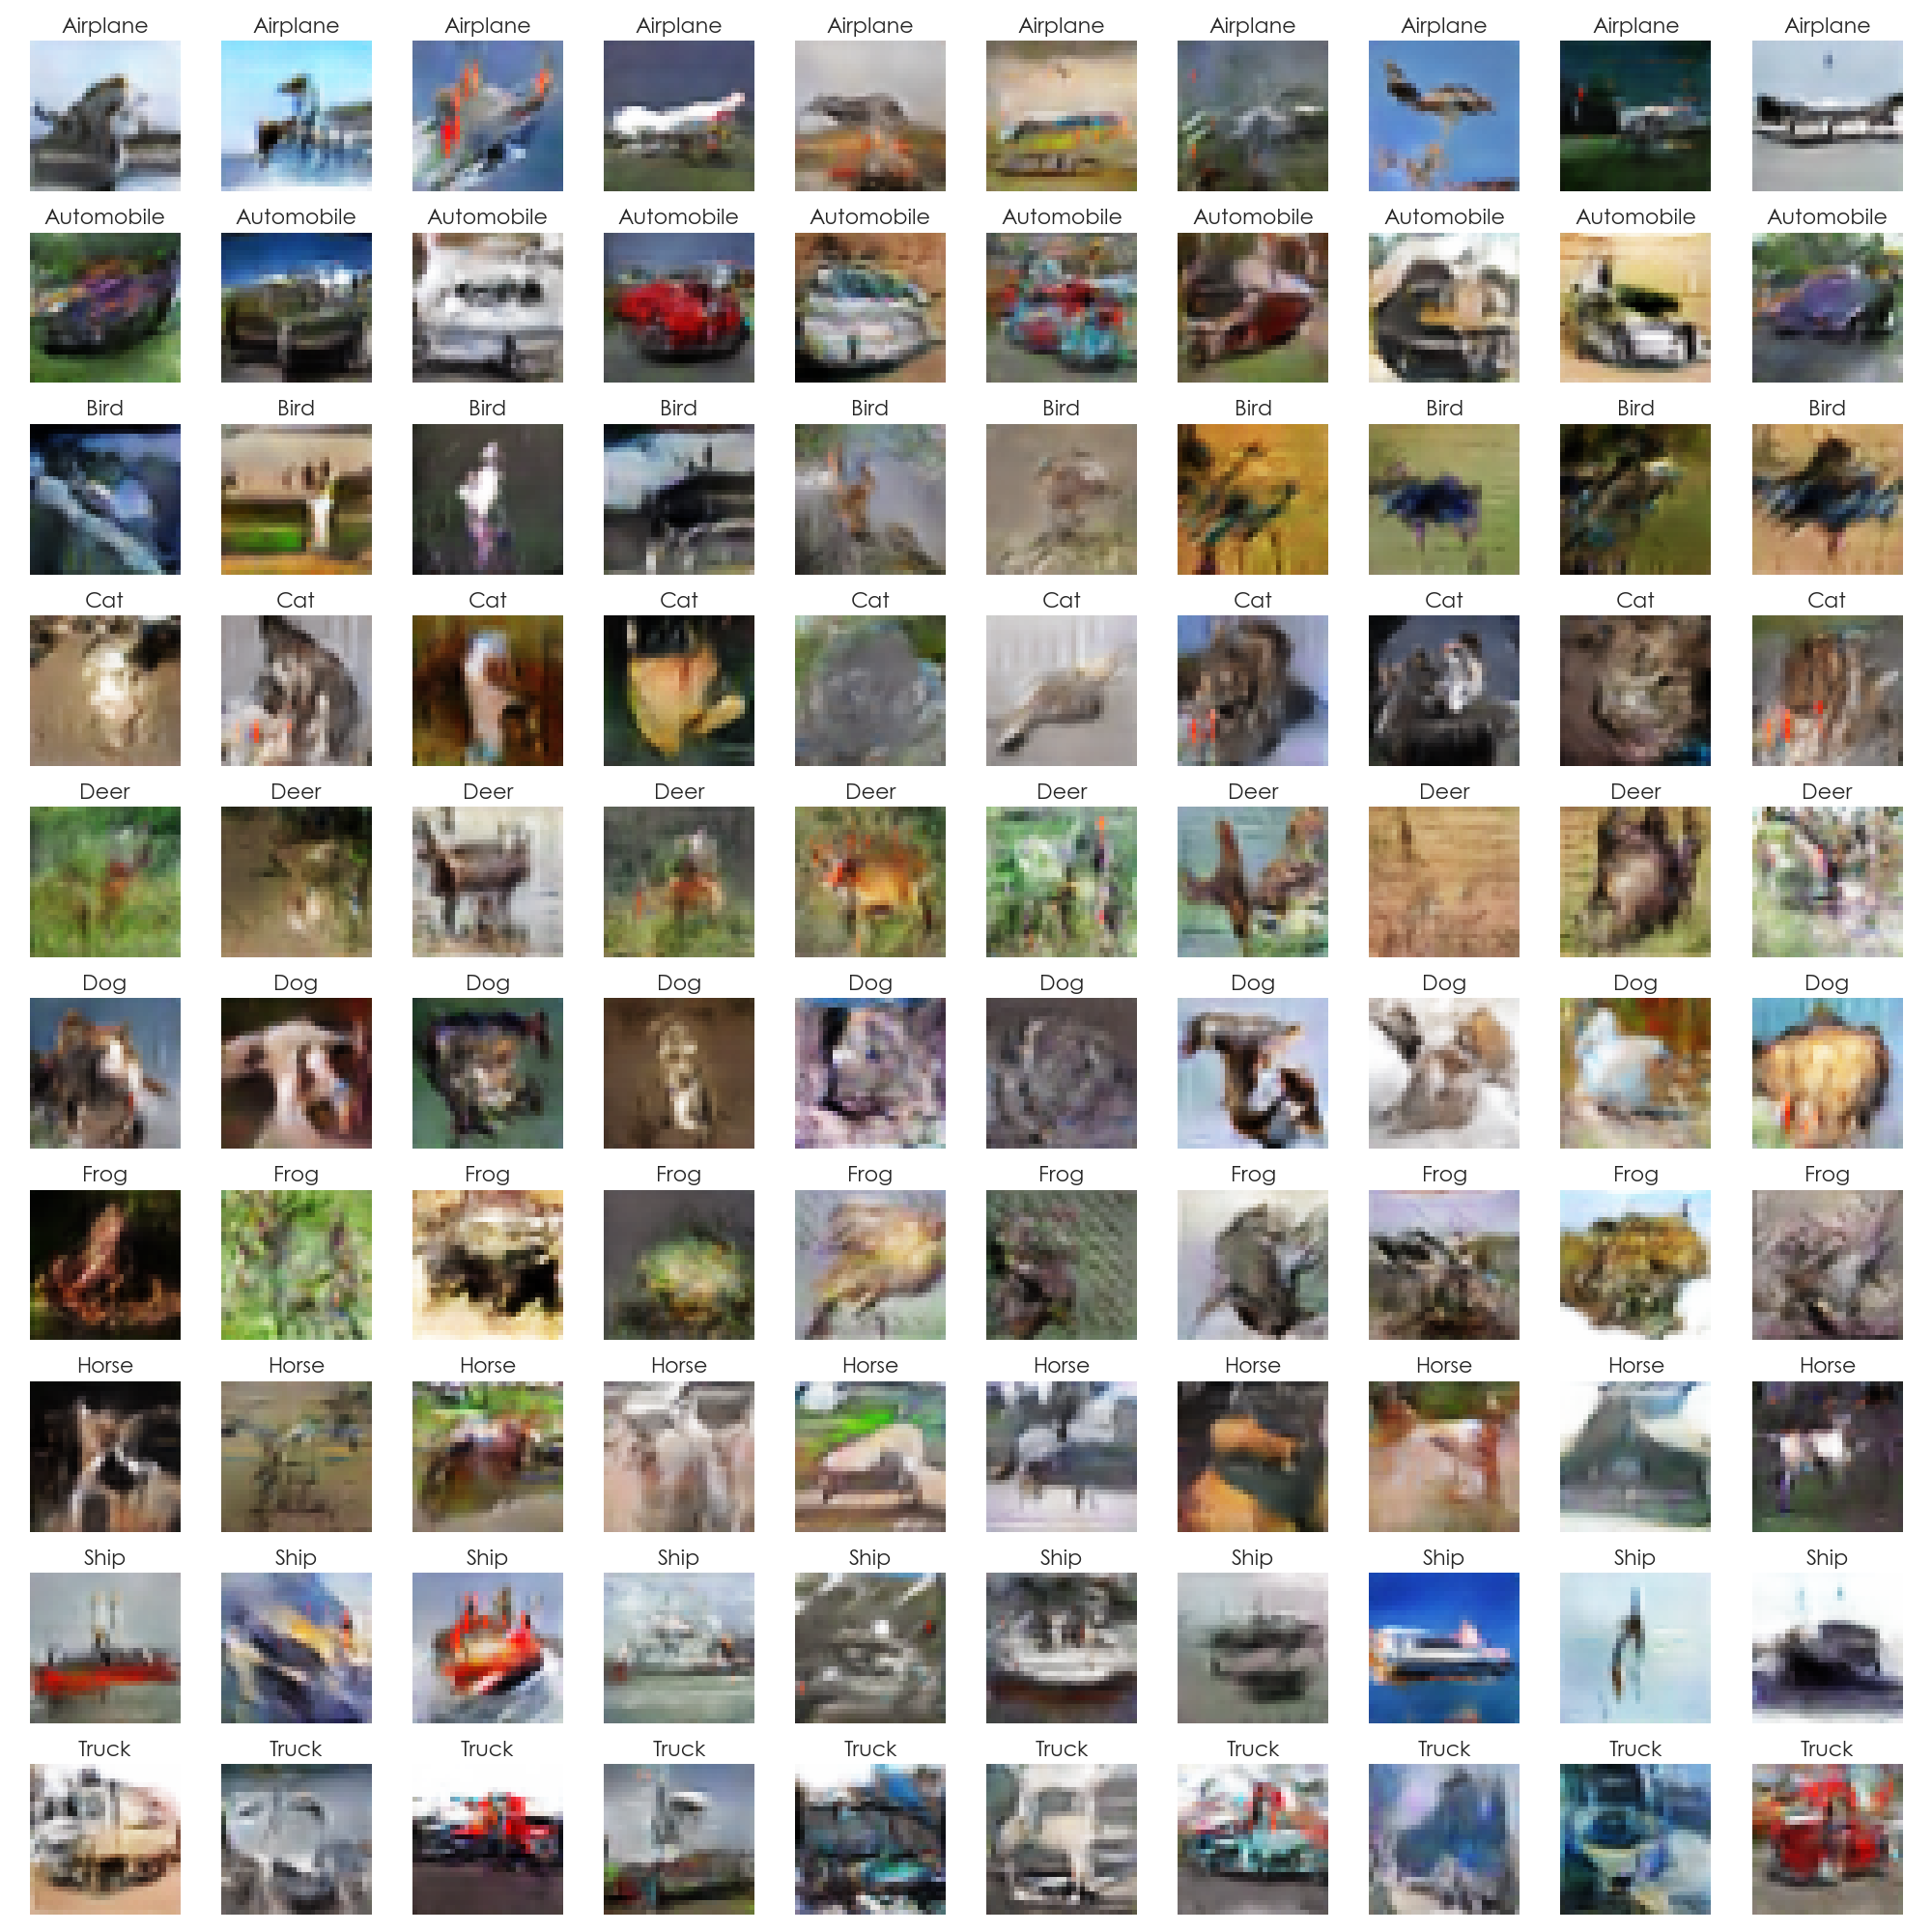 Airplane Airplane Airplane Airplane Airplane Airplane Airplane Airplane Airplane Airplane
Automobile Automobile Automobile Automobile Automobile Automobile Automobile Automobile Automobile Automobile
Bird Bird Bird Bird Bird Bird Bird Bird Bird Bird
Cat Cat Cat Cat Cat Cat Cat Cat Cat Cat
Deer Deer Deer Deer Deer Deer Deer Deer Deer Deer
Dog Dog Dog Dog Dog Dog Dog Dog Dog Dog
Frog Frog Frog Frog Frog Frog Frog Frog Frog Frog
Horse Horse Horse Horse Horse Horse Horse Horse Horse Horse
Ship Ship Ship Ship Ship Ship Ship Ship Ship Ship
Truck Truck Truck Truck Truck Truck Truck Truck Truck Truck